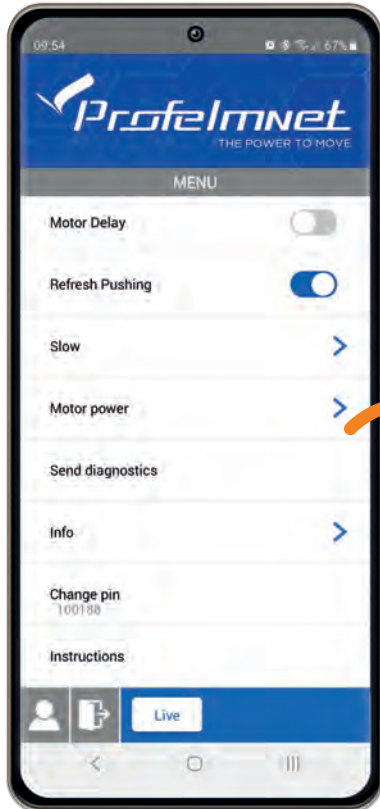 09:54 67%
Profelmnet
THE POWER TO MOVE
MENU
Motor Delay
Refresh Pushing
Slow
Motor power
Send diagnostics
Info
Change pin
100188
Instructions
Live